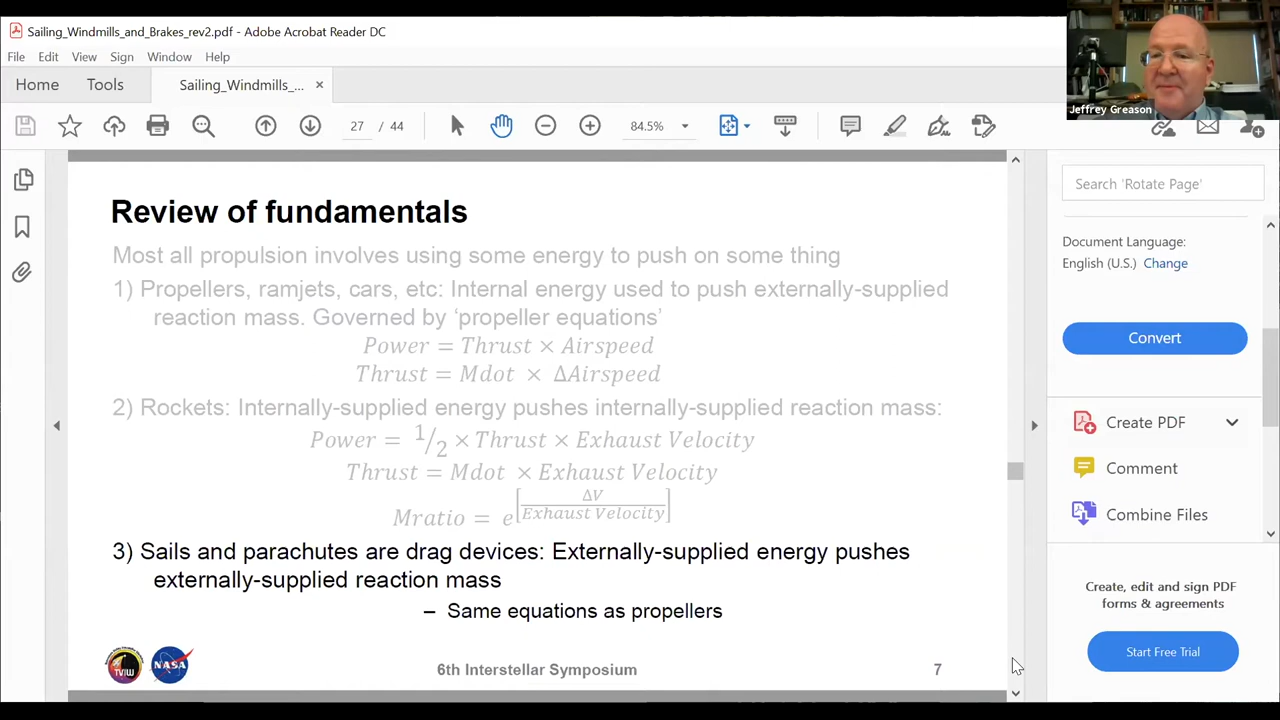 Sailing_Windmills_and_Brakes_rev2.pdf - Adobe Acrobat Reader DC
File Edit View Window Help
Home Tools Sailing_Windmills_... ×
27 / 44 84.5%
Jeffrey Greason
Review of fundamentals
Most all propulsion involves using some energy to push on some thing
1) Propellers, ramjets, cars, etc: Internal energy used to push externally-supplied
reaction mass. Governed by ‘propeller equations’
Power = Thrust × Airspeed
Thrust = Mdot × ΔAirspeed
2) Rockets: Internally-supplied energy pushes internally-supplied reaction mass:
Power = 1/2 × Thrust × Exhaust Velocity
Thrust = Mdot × Exhaust Velocity
Mratio = e^[ΔV/Exhaust Velocity]
3) Sails and parachutes are drag devices: Externally-supplied energy pushes
externally-supplied reaction mass
– Same equations as propellers
TVIW NASA 6th Interstellar Symposium 7
Search 'Rotate Page'
Document Language:
English (U.S.) Change
Convert
Create PDF
Comment
Combine Files
Create, edit and sign PDF
forms & agreements
Start Free Trial